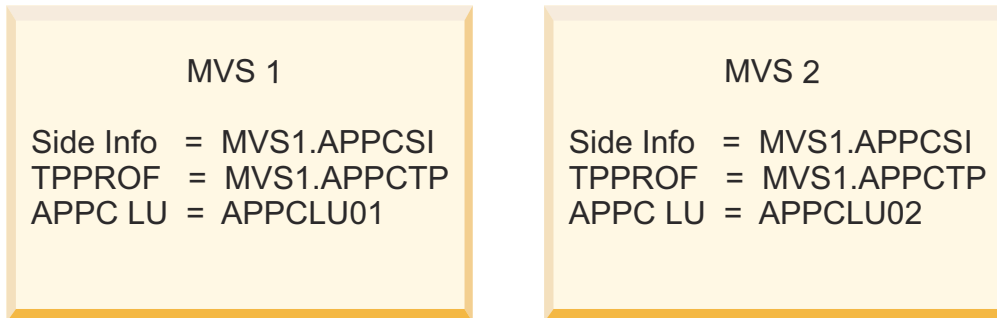 MVS 1
Side Info = MVS1.APPCSI
TPPROF = MVS1.APPCTP
APPC LU = APPCLU01
MVS 2
Side Info = MVS1.APPCSI
TPPROF = MVS1.APPCTP
APPC LU = APPCLU02